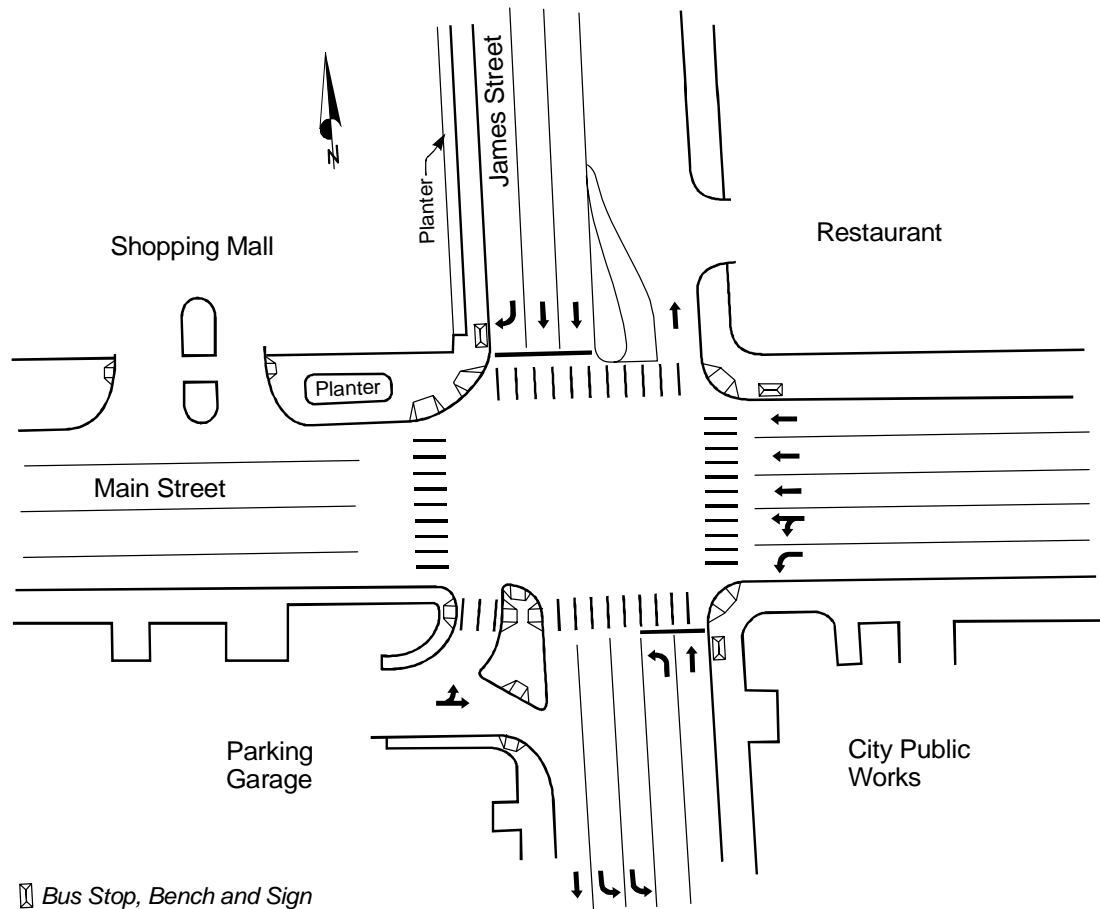 James Street
Planter
N
Shopping Mall
Restaurant
Planter
Main Street
Parking
Garage
City Public
Works
Bus Stop, Bench and Sign